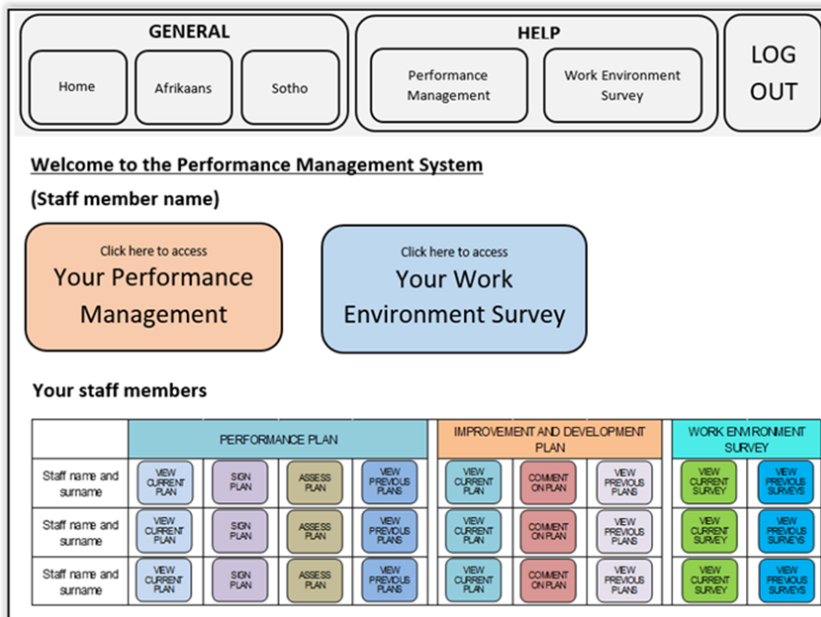 GENERAL
HELP
LOG
OUT
Home
Afrikaans
Sotho
Performance
Management
Work Environment
Survey
Welcome to the Performance Management System
(Staff member name)
Click here to access
Your Performance
Management
Click here to access
Your Work
Environment Survey
Your staff members
PERFORMANCE PLAN
IMPROVEMENT AND DEVELOPMENT
PLAN
WORK ENVIRONMENT
SURVEY
Staff name and
surname
VIEW
CURRENT
PLAN
SIGN
PLAN
ASSESS
PLAN
VIEW
PREVIOUS
PLANS
VIEW
CURRENT
PLAN
COMMENT
ON PLAN
VIEW
PREVIOUS
PLANS
VIEW
CURRENT
SURVEY
VIEW
PREVIOUS
SURVEYS
Staff name and
surname
VIEW
CURRENT
PLAN
SIGN
PLAN
ASSESS
PLAN
VIEW
PREVIOUS
PLANS
VIEW
CURRENT
PLAN
COMMENT
ON PLAN
VIEW
PREVIOUS
PLANS
VIEW
CURRENT
SURVEY
VIEW
PREVIOUS
SURVEYS
Staff name and
surname
VIEW
CURRENT
PLAN
SIGN
PLAN
ASSESS
PLAN
VIEW
PREVIOUS
PLANS
VIEW
CURRENT
PLAN
COMMENT
ON PLAN
VIEW
PREVIOUS
PLANS
VIEW
CURRENT
SURVEY
VIEW
PREVIOUS
SURVEYS